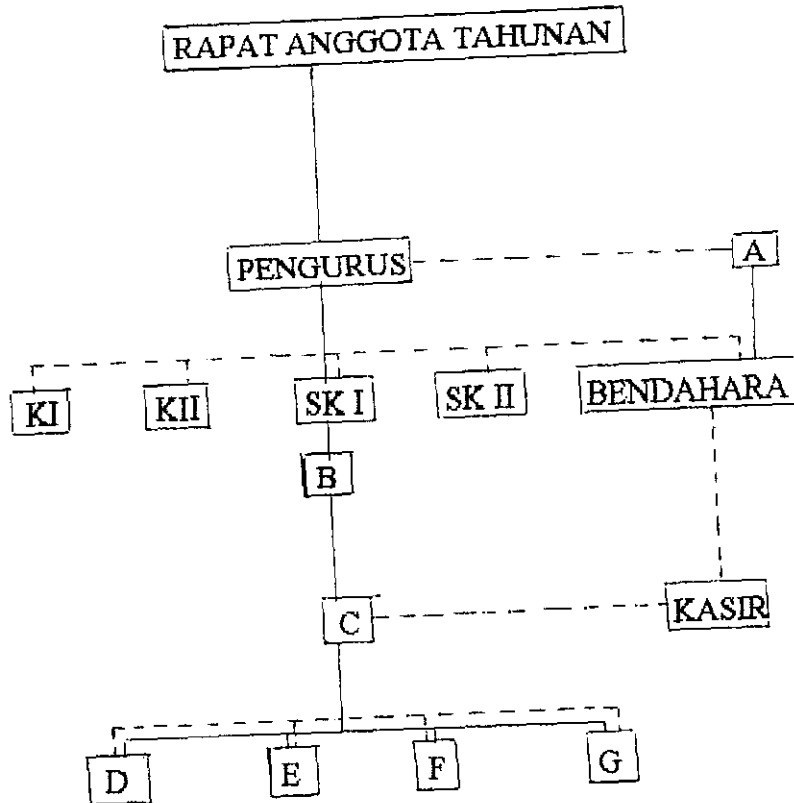 RAPAT ANGGOTA TAHUNAN
PENGURUS
A
KI
KII
SK I
SK II
BENDAHARA
B
C
KASIR
D
E
F
G